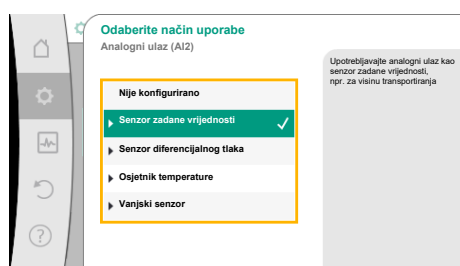 Odaberite način uporabe
Analogni ulaz (AI2)
Nije konfigurirano
Senzor zadane vrijednosti
Senzor diferencijalnog tlaka
Osjetnik temperature
Vanjski senzor
Upotrebljavajte analogni ulaz kao
senzor zadane vrijednosti,
npr. za visinu transportiranja
?